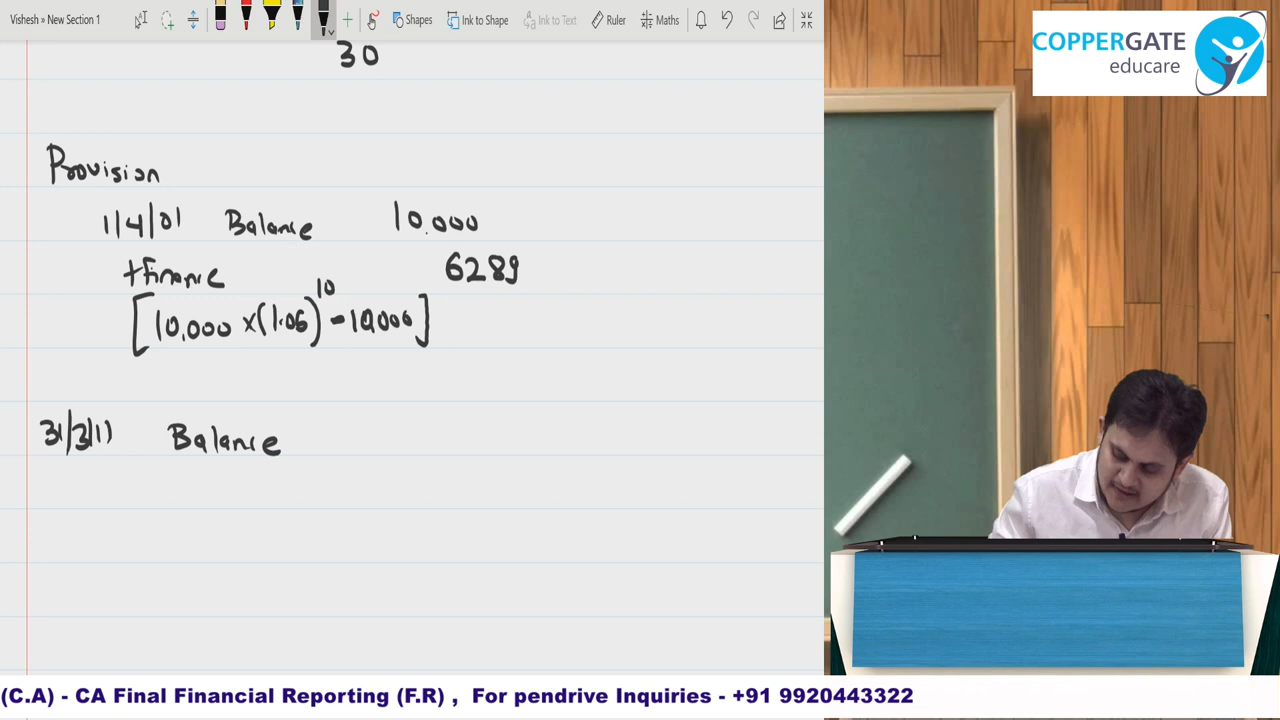 Vishesh » New Section 1
Shapes
Ink to Shape
Ink to Text
Ruler
Maths
COPPERGATE
educare
30
Provision
1/4/01 Balance 10,000
+Finance 6289
[10,000 x (1.05)^10 - 10,000]
31/3/11 Balance
(C.A) - CA Final Financial Reporting (F.R) , For pendrive Inquiries - +91 9920443322